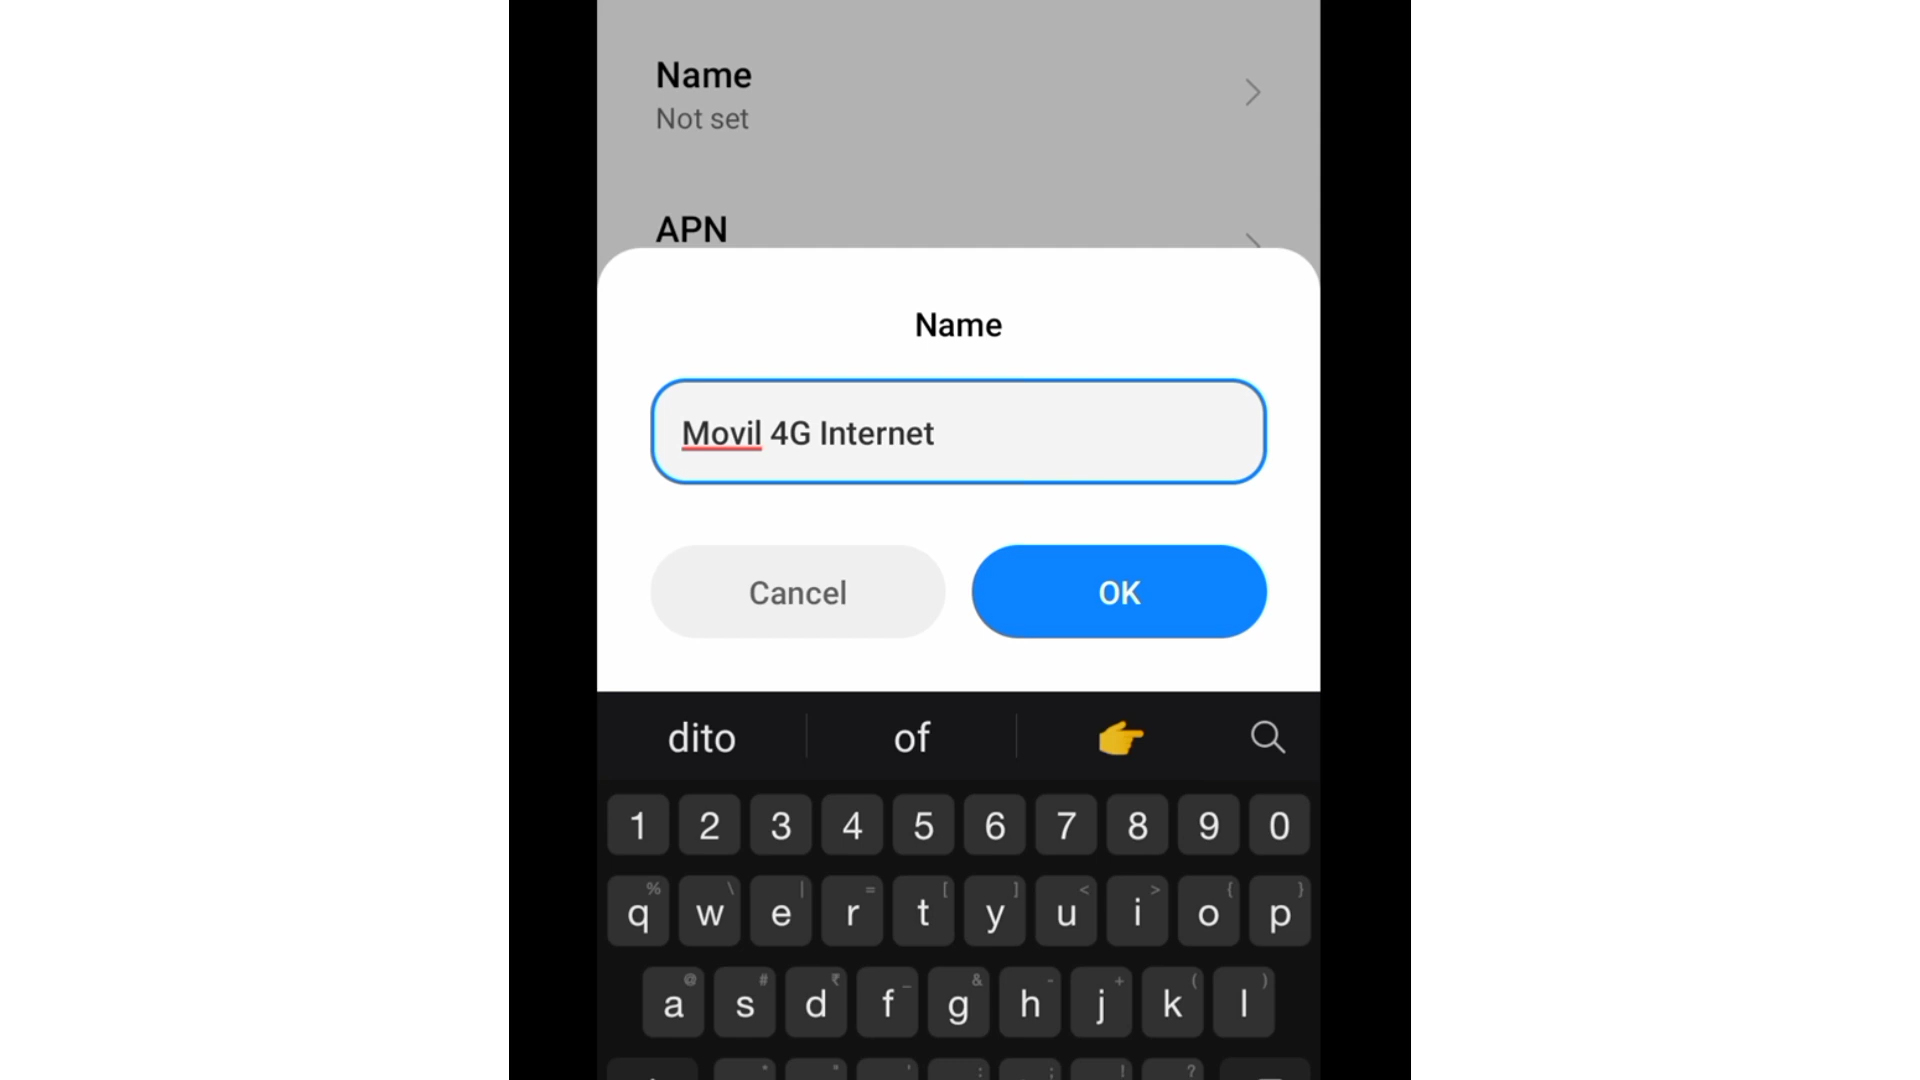 Name
Not set
APN
Name
Movil 4G Internet
Cancel OK
dito of
1 2 3 4 5 6 7 8 9 0
% \ | = [ ] < > { }
q w e r t y u i o p
@ # ₹ _ & - + ( )
a s d f g h j k l
* " ' : ; ! ?